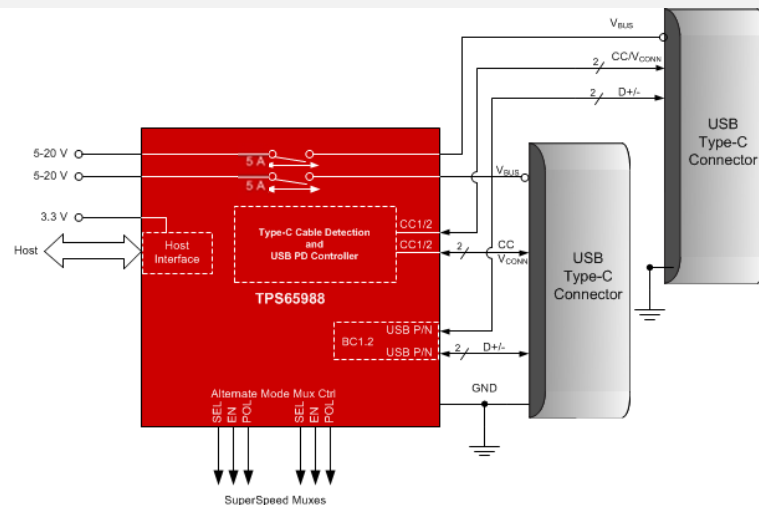 VBUS
2 CC/VCONN
2 D+/-
USB
Type-C
Connector
5-20 V
5 A
5-20 V
5 A
VBUS
3.3 V
Host
Host
Interface
Type-C Cable Detection
and
USB PD Controller
CC1/2
CC1/2
2 CC
VCONN
USB
Type-C
Connector
TPS65988
BC1.2
USB P/N
USB P/N
2 D+/-
GND
Alternate Mode Mux Ctrl
SEL
EN
POL
SEL
EN
POL
SuperSpeed Muxes